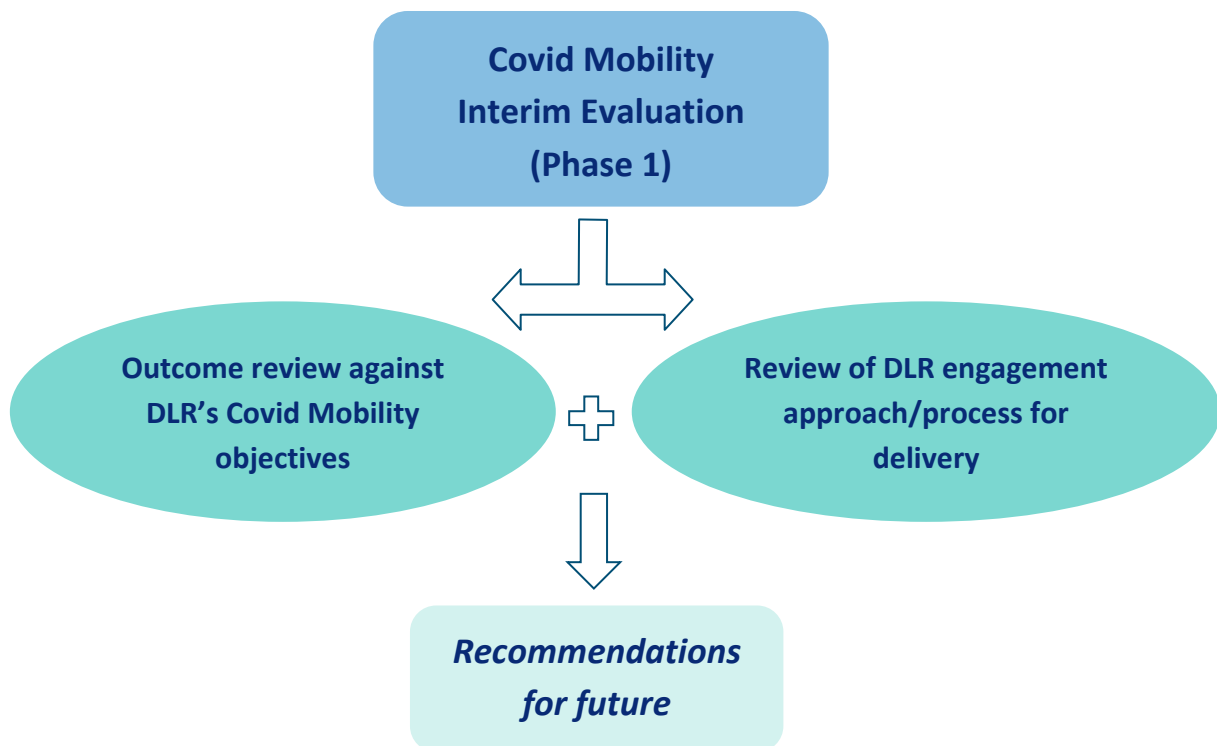 Covid Mobility
Interim Evaluation
(Phase 1)
Outcome review against
DLR’s Covid Mobility
objectives
Review of DLR engagement
approach/process for
delivery
Recommendations
for future